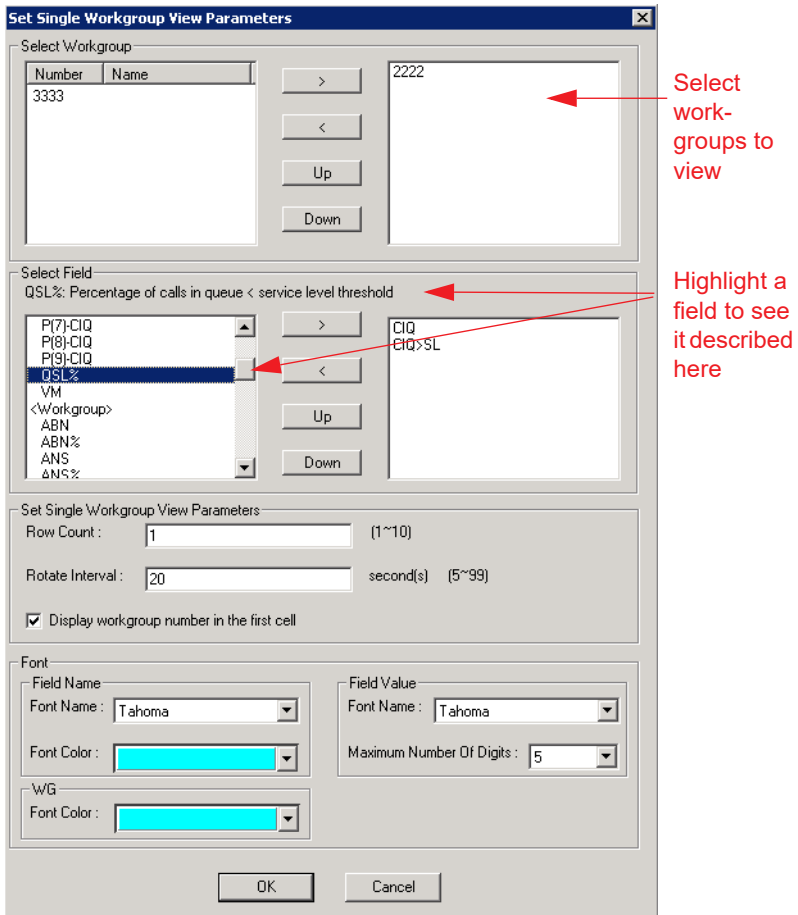 Set Single Workgroup View Parameters
Select Workgroup
Number Name
3333
>
<
Up
Down
2222
Select
work-
groups to
view
Select Field
QSL%: Percentage of calls in queue < service level threshold
P(7)-CIQ
P(8)-CIQ
P(9)-CIQ
QSL%
VM
<Workgroup>
ABN
ABN%
ANS
ANS%
>
<
Up
Down
CIQ
CIQ>SL
Highlight a
field to see
it described
here
Set Single Workgroup View Parameters
Row Count : 1 (1~10)
Rotate Interval : 20 second(s) (5~99)
Display workgroup number in the first cell
Font
Field Name
Font Name : Tahoma
Font Color :
WG
Font Color :
Field Value
Font Name : Tahoma
Maximum Number Of Digits : 5
OK Cancel